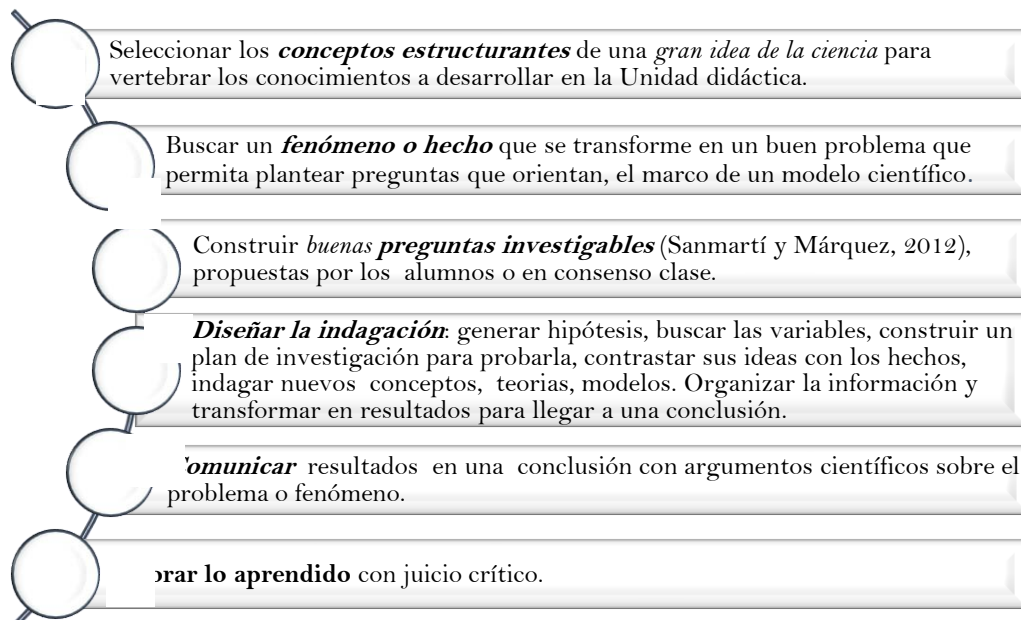 Seleccionar los conceptos estructurantes de una gran idea de la ciencia para
vertebrar los conocimientos a desarrollar en la Unidad didáctica.
Buscar un fenómeno o hecho que se transforme en un buen problema que
permita plantear preguntas que orientan, el marco de un modelo científico.
Construir buenas preguntas investigables (Sanmartí y Márquez, 2012),
propuestas por los alumnos o en consenso clase.
Diseñar la indagación: generar hipótesis, buscar las variables, construir un
plan de investigación para probarla, contrastar sus ideas con los hechos,
indagar nuevos conceptos, teorias, modelos. Organizar la información y
transformar en resultados para llegar a una conclusión.
resultados en una conclusión con argumentos científicos sobre el
problema o fenómeno.
lo aprendido con juicio crítico.